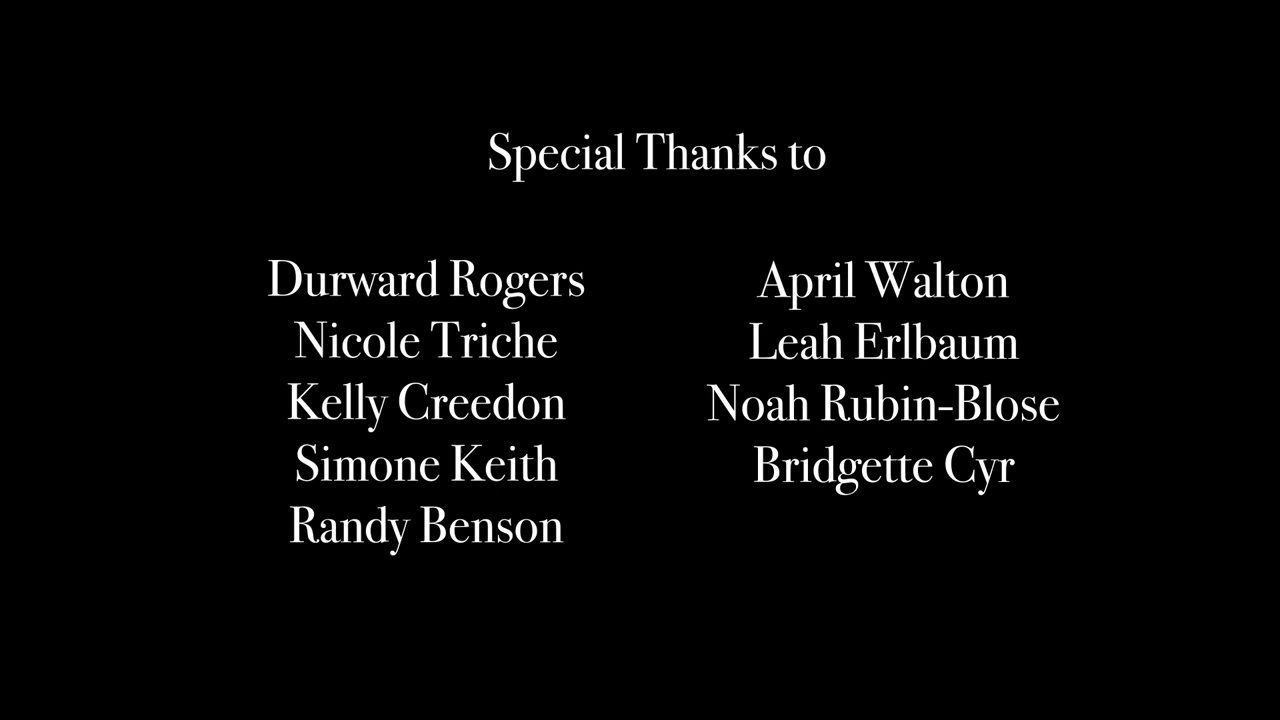 Special Thanks to
Durward Rogers
Nicole Triche
Kelly Creedon
Simone Keith
Randy Benson
April Walton
Leah Erlbaum
Noah Rubin-Blose
Bridgette Cyr